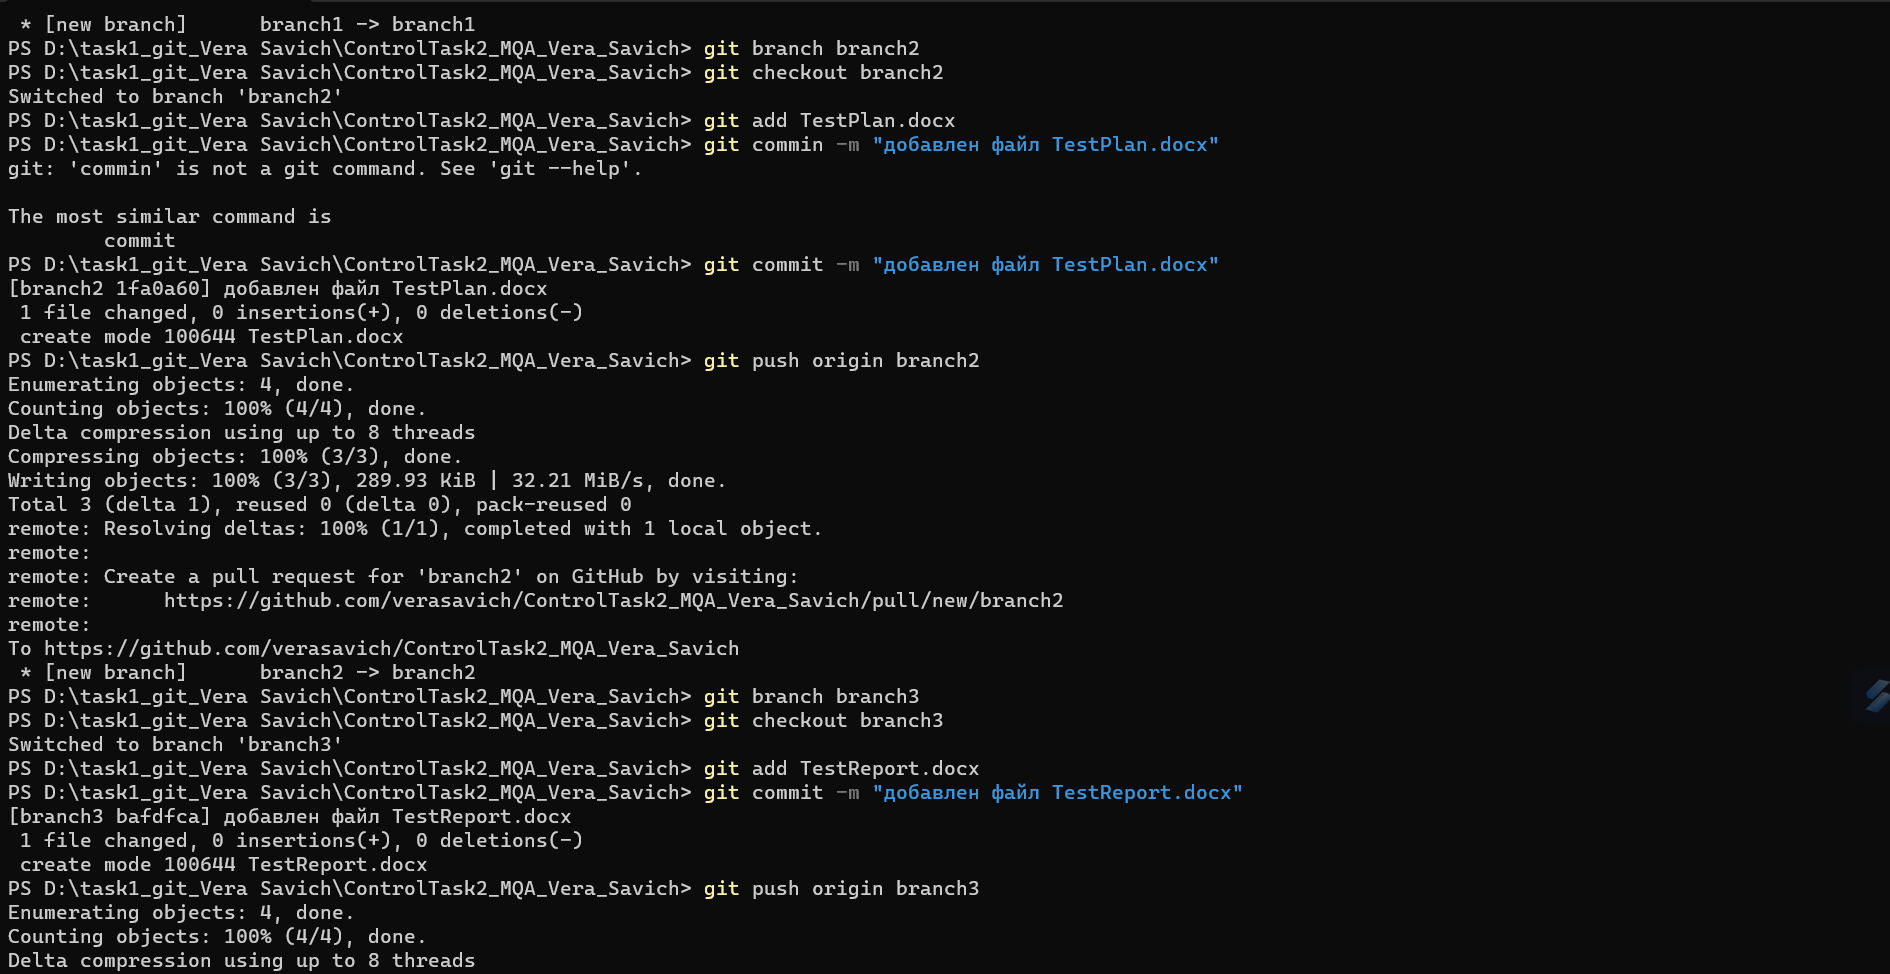 * [new branch]      branch1 -> branch1
PS D:\task1_git_Vera Savich\ControlTask2_MQA_Vera_Savich> git branch branch2
PS D:\task1_git_Vera Savich\ControlTask2_MQA_Vera_Savich> git checkout branch2
Switched to branch 'branch2'
PS D:\task1_git_Vera Savich\ControlTask2_MQA_Vera_Savich> git add TestPlan.docx
PS D:\task1_git_Vera Savich\ControlTask2_MQA_Vera_Savich> git commin -m "добавлен файл TestPlan.docx"
git: 'commin' is not a git command. See 'git --help'.

The most similar command is
        commit
PS D:\task1_git_Vera Savich\ControlTask2_MQA_Vera_Savich> git commit -m "добавлен файл TestPlan.docx"
[branch2 1fa0a60] добавлен файл TestPlan.docx
 1 file changed, 0 insertions(+), 0 deletions(-)
 create mode 100644 TestPlan.docx
PS D:\task1_git_Vera Savich\ControlTask2_MQA_Vera_Savich> git push origin branch2
Enumerating objects: 4, done.
Counting objects: 100% (4/4), done.
Delta compression using up to 8 threads
Compressing objects: 100% (3/3), done.
Writing objects: 100% (3/3), 289.93 KiB | 32.21 MiB/s, done.
Total 3 (delta 1), reused 0 (delta 0), pack-reused 0
remote: Resolving deltas: 100% (1/1), completed with 1 local object.
remote:
remote: Create a pull request for 'branch2' on GitHub by visiting:
remote:      https://github.com/verasavich/ControlTask2_MQA_Vera_Savich/pull/new/branch2
remote:
To https://github.com/verasavich/ControlTask2_MQA_Vera_Savich
 * [new branch]      branch2 -> branch2
PS D:\task1_git_Vera Savich\ControlTask2_MQA_Vera_Savich> git branch branch3
PS D:\task1_git_Vera Savich\ControlTask2_MQA_Vera_Savich> git checkout branch3
Switched to branch 'branch3'
PS D:\task1_git_Vera Savich\ControlTask2_MQA_Vera_Savich> git add TestReport.docx
PS D:\task1_git_Vera Savich\ControlTask2_MQA_Vera_Savich> git commit -m "добавлен файл TestReport.docx"
[branch3 bafdfca] добавлен файл TestReport.docx
 1 file changed, 0 insertions(+), 0 deletions(-)
 create mode 100644 TestReport.docx
PS D:\task1_git_Vera Savich\ControlTask2_MQA_Vera_Savich> git push origin branch3
Enumerating objects: 4, done.
Counting objects: 100% (4/4), done.
Delta compression using up to 8 threads